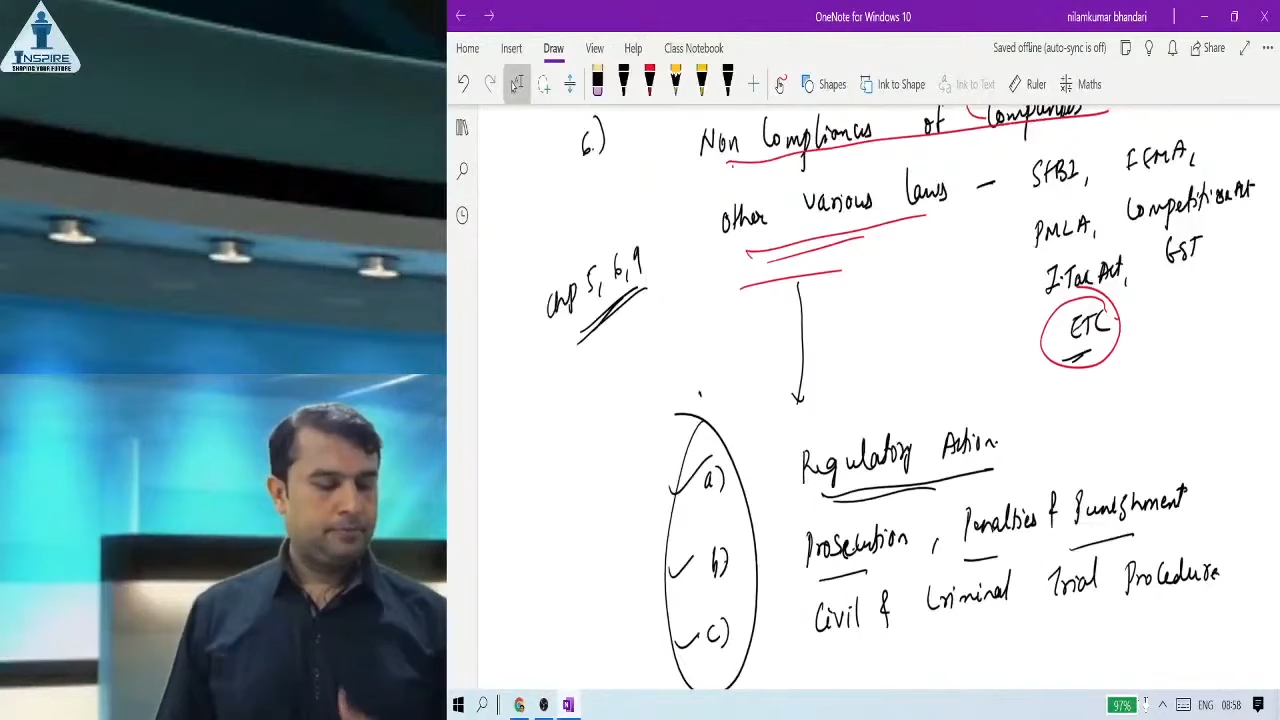 INSPIRE
SHAPING YOUR FUTURE
OneNote for Windows 10
nilamkumar bhandari
Home Insert Draw View Help Class Notebook
Saved offline (auto-sync is off)
Share
Shapes Ink to Shape Ink to Text Ruler Maths
6.) Non Compliances of Companies
other various laws - SEBI, FEMA,
PMLA, Competition Act
I. Tax Act, GST
ETC
chp 5, 6, 9
a) Regulatory Action
b) Prosecution, Penalties & Punishment
c) Civil & Criminal Trial Procedure
97% ENG 08:58